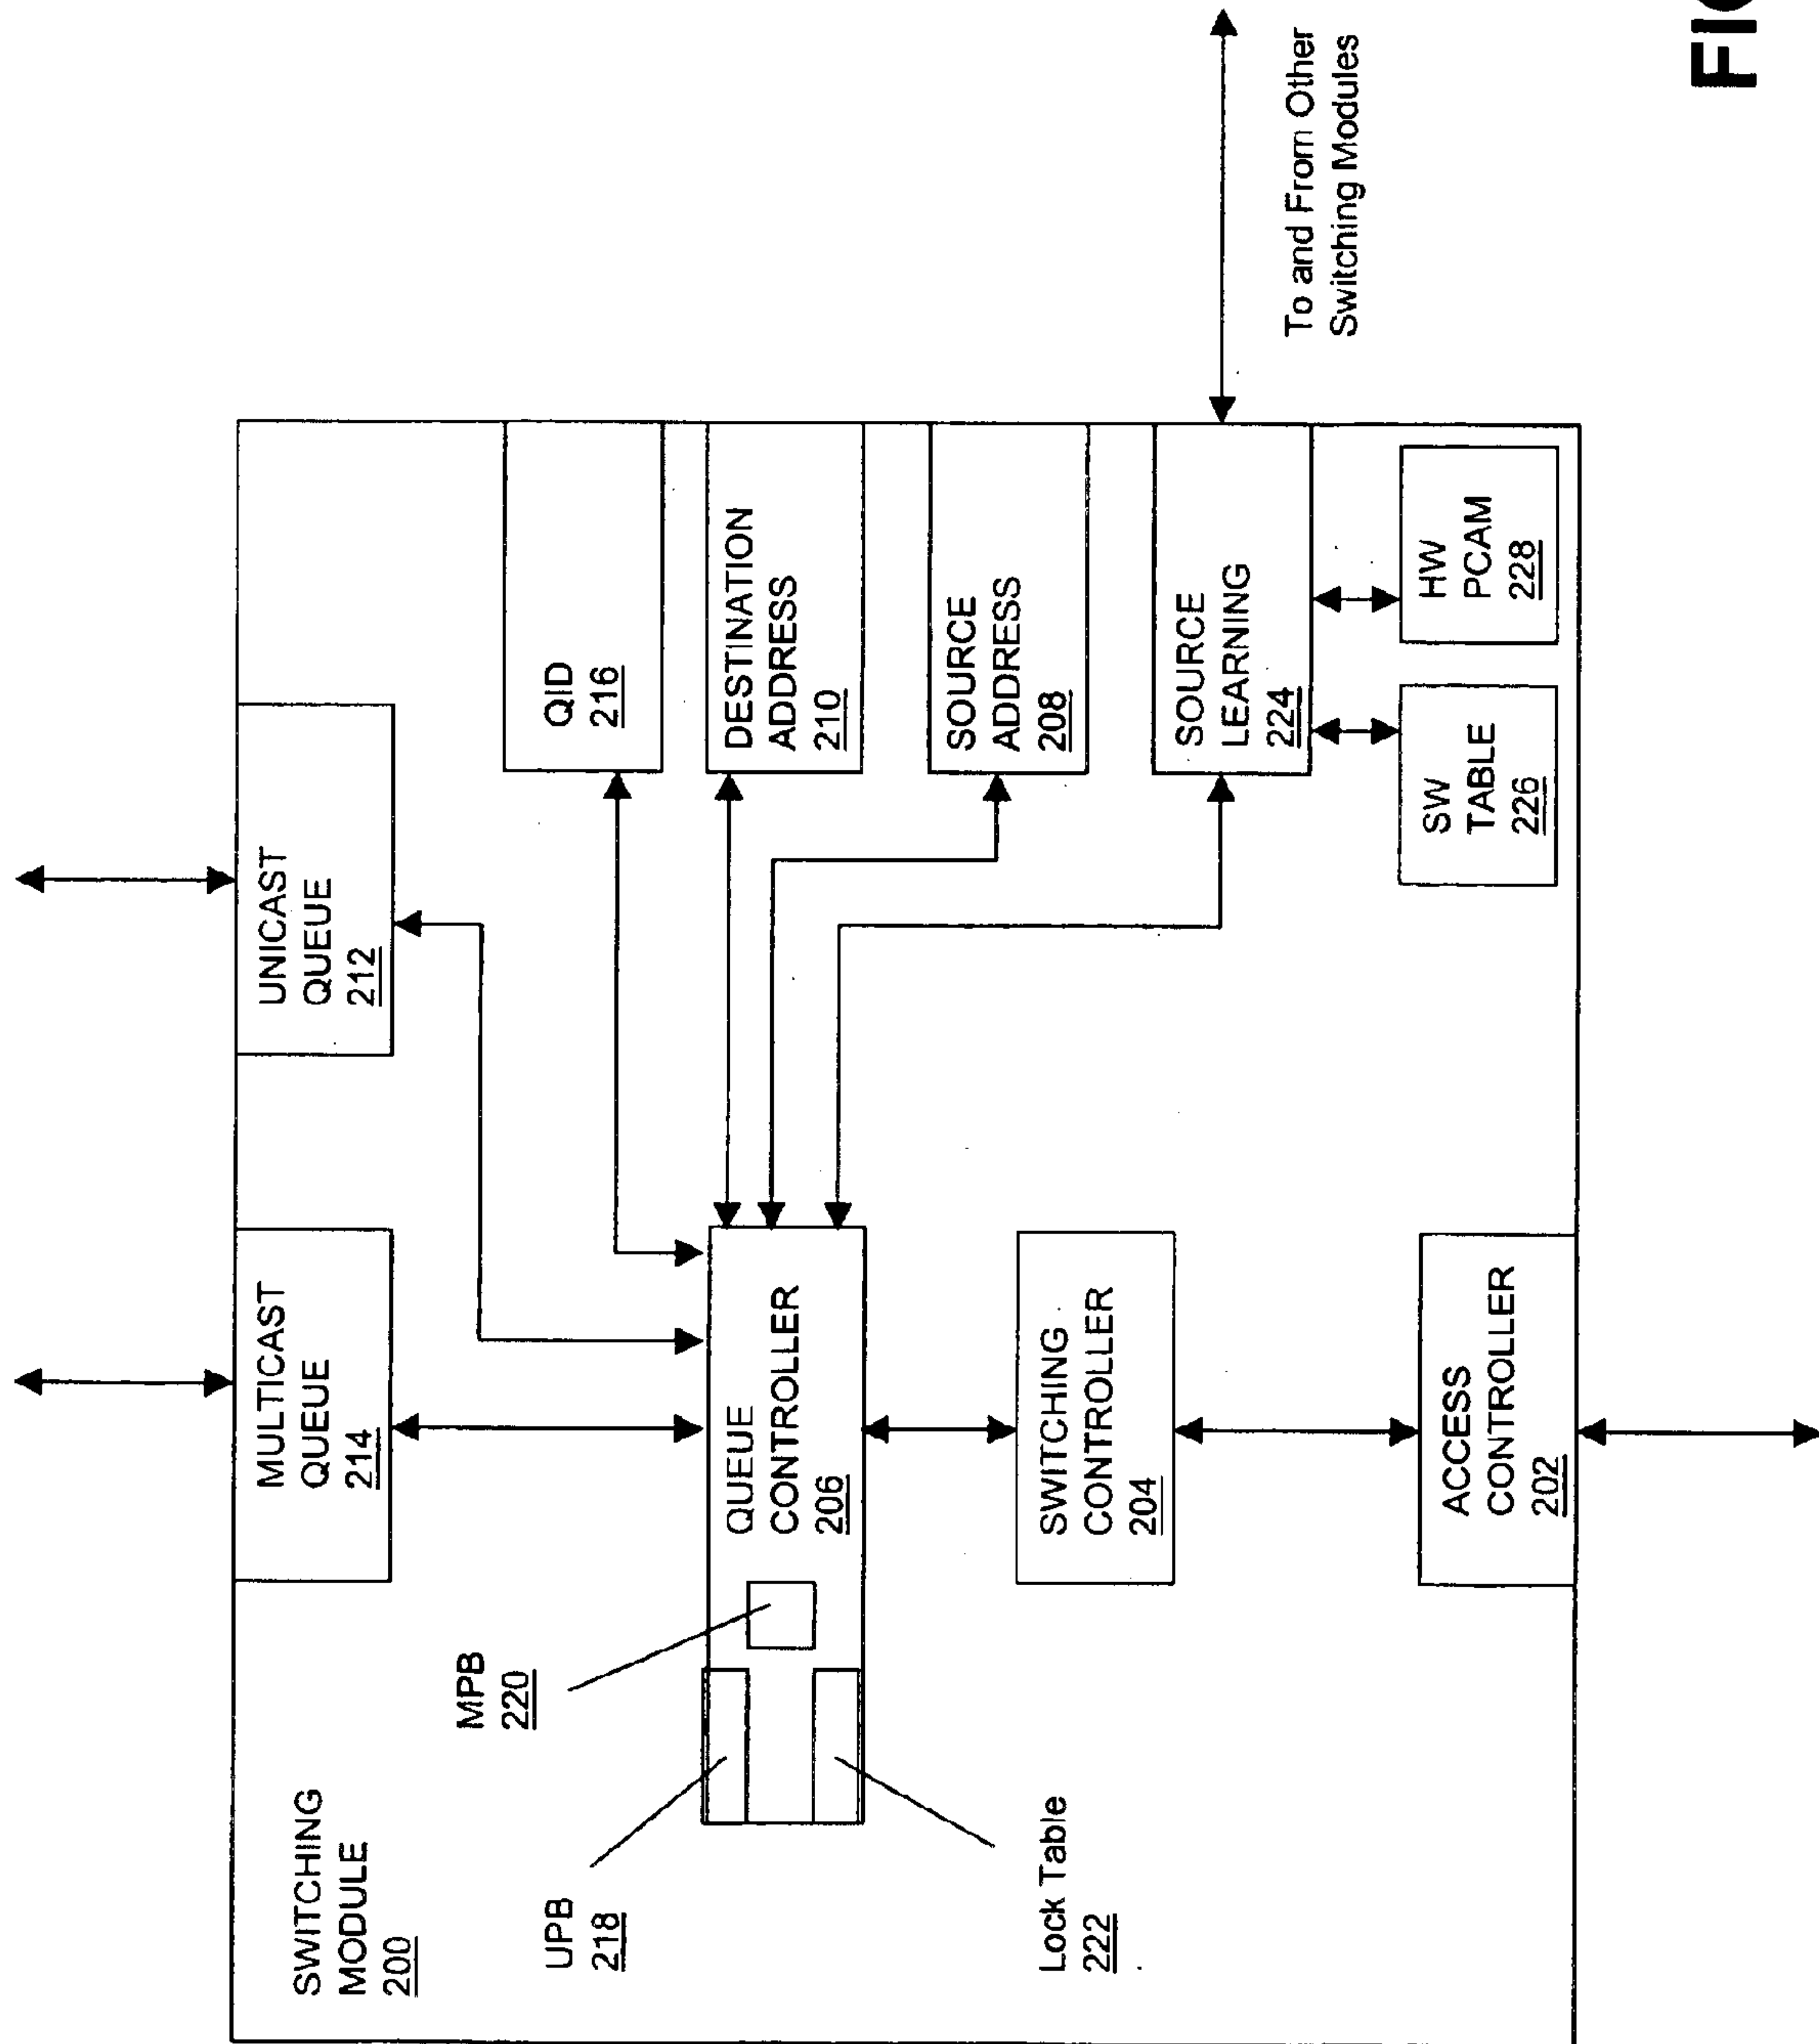 SWITCHING
MODULE
200
MULTICAST
QUEUE
214
UNICAST
QUEUE
212
UPB
218
MPB
220
Lock Table
222
QUEUE
CONTROLLER
206
QID
216
DESTINATION
ADDRESS
210
SOURCE
ADDRESS
208
SWITCHING
CONTROLLER
204
SOURCE
LEARNING
224
ACCESS
CONTROLLER
202
SW
TABLE
226
HW
PCAM
228
To and From Other
Switching Modules